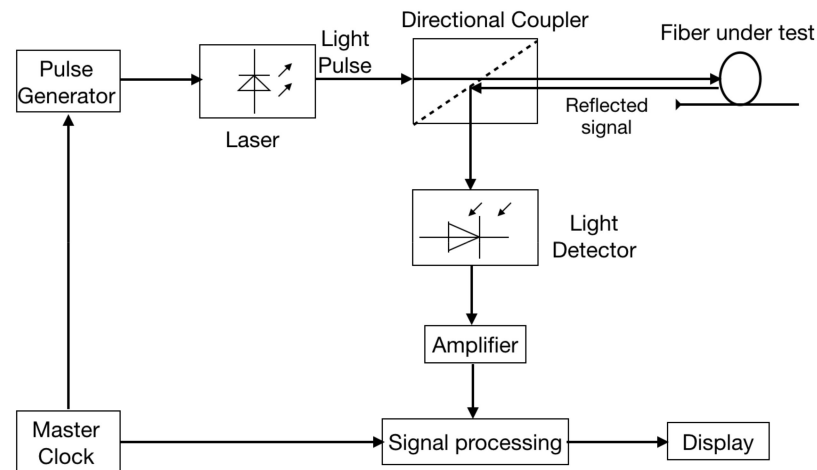 Directional Coupler
Fiber under test
Light
Pulse
Pulse
Generator
Reflected
signal
Laser
Light
Detector
Amplifier
Master
Clock
Signal processing
Display